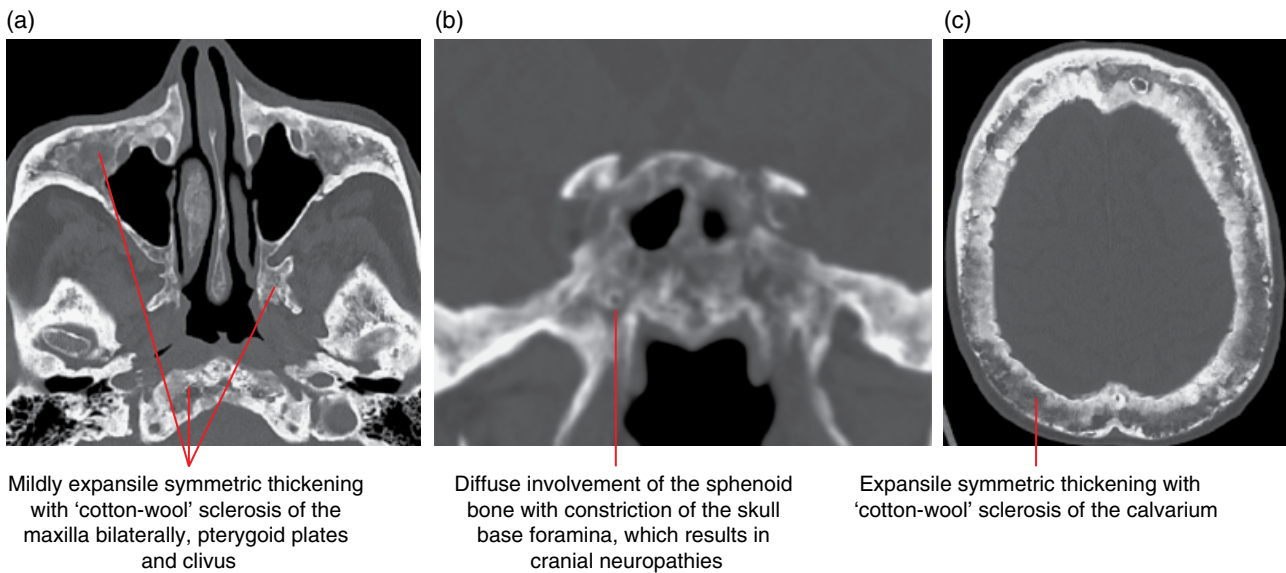 (a)
(b)
(c)
Mildly expansile symmetric thickening
with ‘cotton-wool’ sclerosis of the
maxilla bilaterally, pterygoid plates
and clivus
Diffuse involvement of the sphenoid
bone with constriction of the skull
base foramina, which results in
cranial neuropathies
Expansile symmetric thickening with
‘cotton-wool’ sclerosis of the calvarium